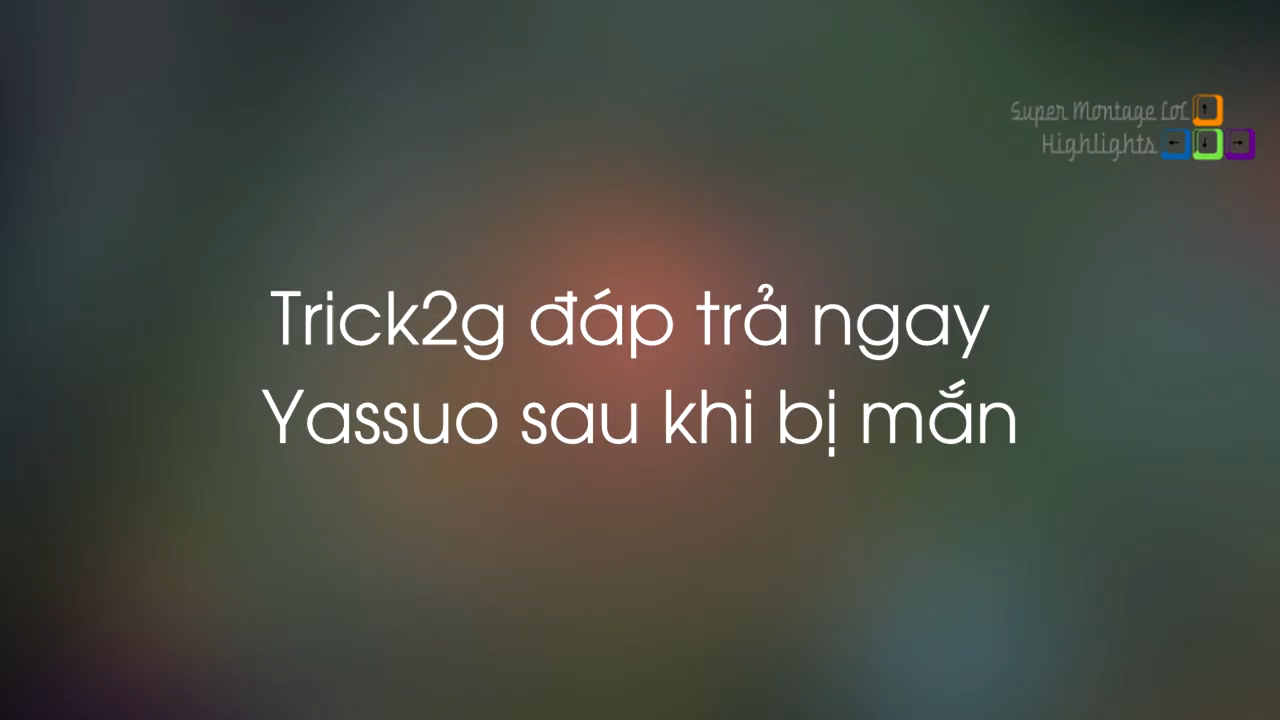 Super Montage LoL
Highlights
Trick2g đáp trả ngay
Yassuo sau khi bị mắn